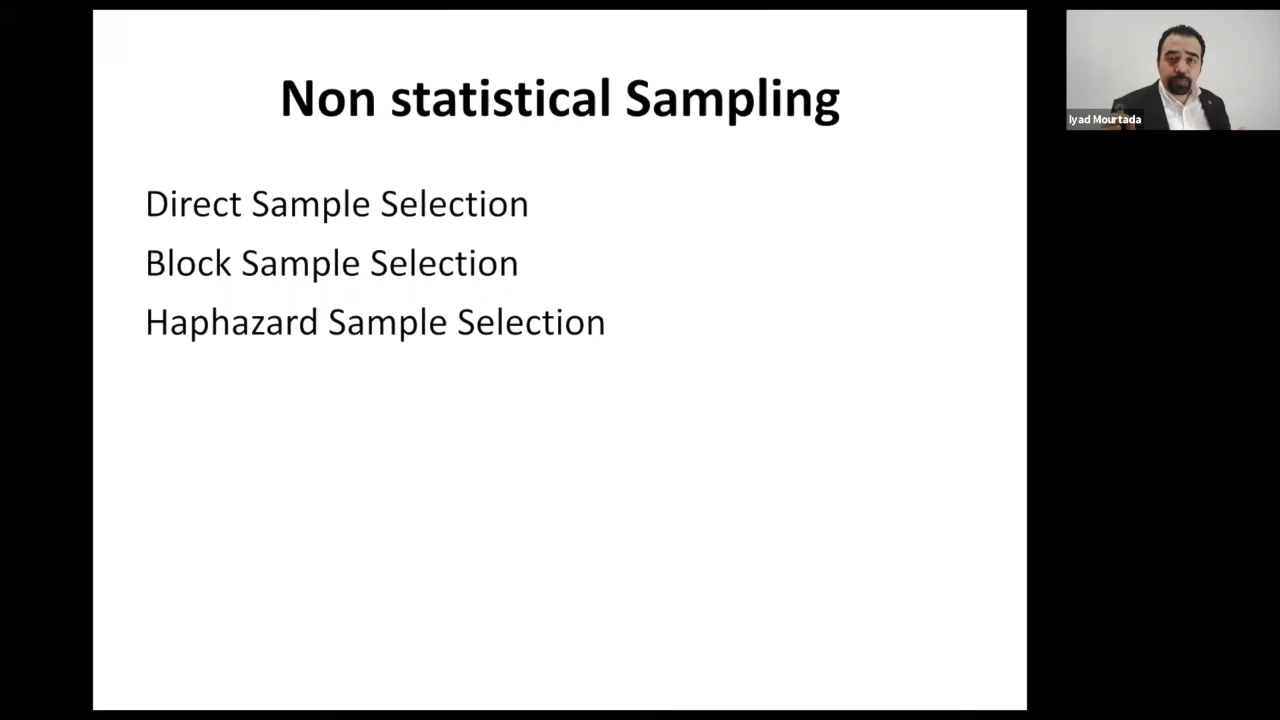 Non statistical Sampling
Direct Sample Selection
Block Sample Selection
Haphazard Sample Selection
Iyad Mourtada